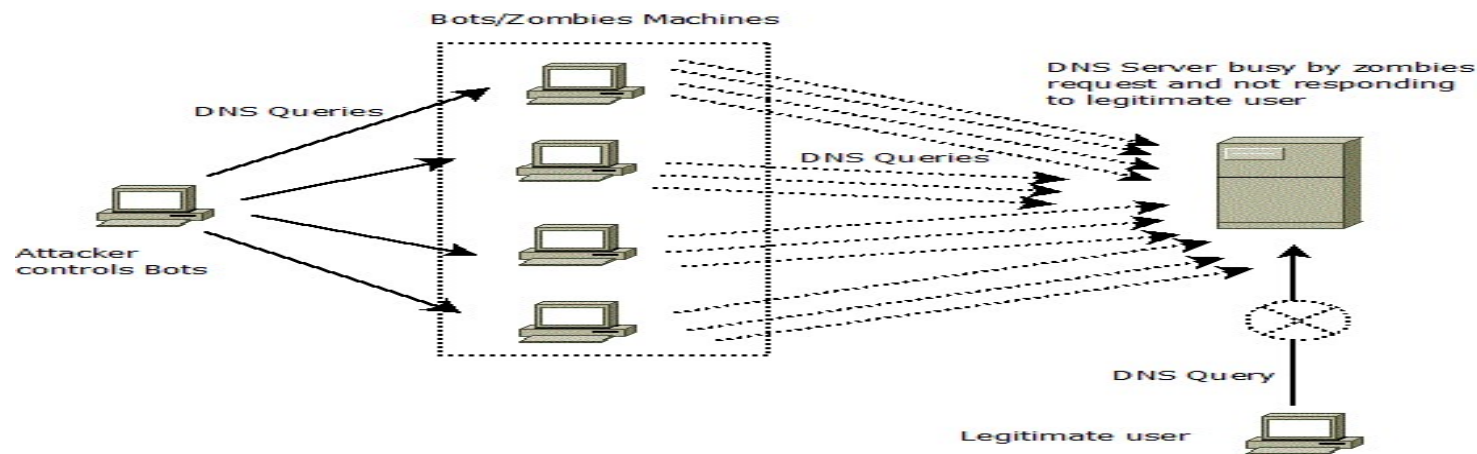 Bots/Zombies Machines
DNS Queries
Attacker
controls Bots
DNS Queries
DNS Server busy by zombies
request and not responding
to legitimate user
DNS Query
Legitimate user